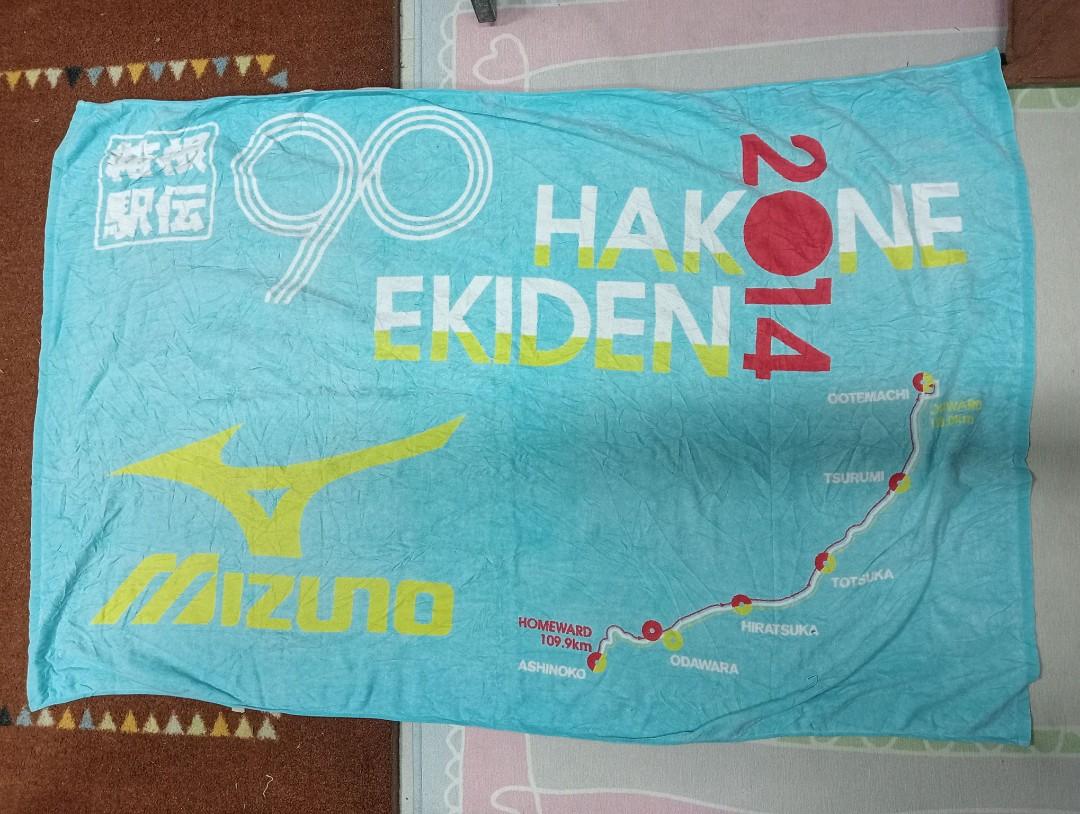 箱根
駅伝
90
2014
HAKONE
EKIDEN
MIZUNO
OOTEMACHI
TSURUMI
TOTSUKA
HIRATSUKA
ODAWARA
HOMEWARD
109.9km
ASHINOKO